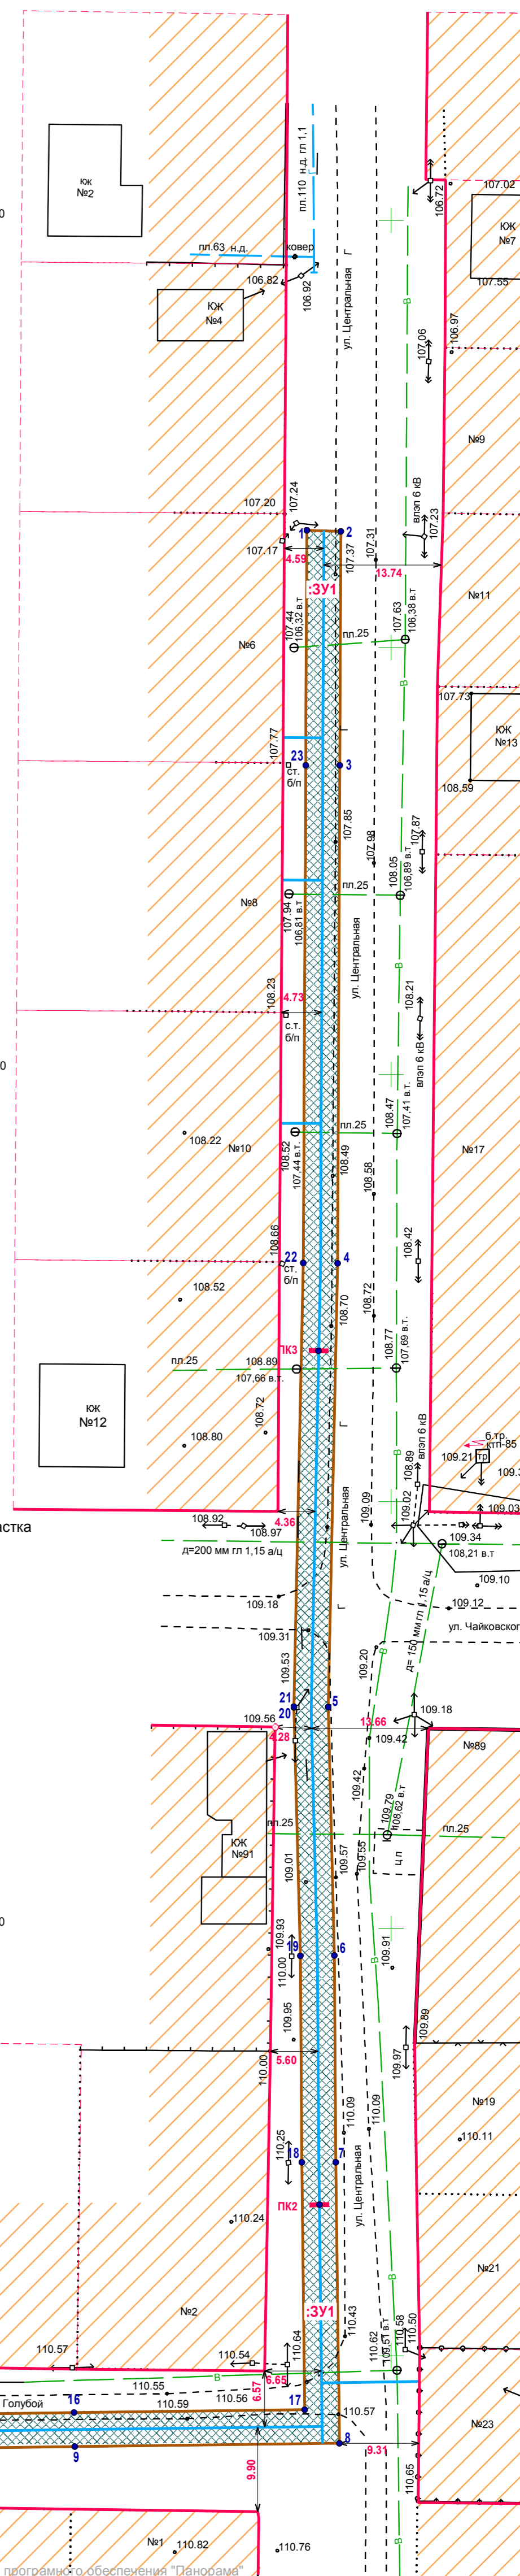 кж
№2
пл.110 н.д. гл 1,1
107.02
106.72
КЖ
№7
107.55
пл.63 н.д.
ковер
106.82
106.92
ул. Центральная
Г
В
КЖ
№4
107.06
106.97
№9
107.20
107.24
влэп 6 кВ
107.23
1
2
107.17
4.59
107.37
107.31
13.74
:ЗУ1
№11
107.44
106,32 в.т
107.63
106,38 в.т
пл.25
№6
107.73
КЖ
№13
107.77
23
3
ст.
б/п
108.59
107.85
107.98
107.87
пл.25
108.05
106,89 в.т
№8
107.94
106,81 в.т
108.23
4.73
ул. Центральная
108.21
В
с.т.
б/п
влэп 6 кВ
108.47
107,41 в.т.
пл.25
108.22
№10
108.52
107,44 в.т.
108.49
№17
108.58
108.66
108.42
22
4
ст.
б/п
108.52
108.72
108.70
ПК3
108.77
107,69 в.т.
пл.25
108.89
107,66 в.т.
кж
№12
108.72
108.80
Г
влэп 6 кВ
108.89
б.тр.
ктп-85
109.21
тр
109.02
109.03
ул. Центральная
109.09
108.92
4.36
108.97
астка
д=200 мм гл 1,15 а/ц
109.34
108,21 в.т
109.10
109.18
109.12
ул. Чайковског
109.31
109.20
д= 150 мм гл 1,15 а/ц
109.53
21
20
5
109.56
4.28
13.66
109.18
109.42
№89
109.42
109.79
108,62 в.т
пл.25
пл.25
КЖ
№91
109.01
109.57
109.55
ц.п
109.93
19
6
109.91
110.00
109.95
109.89
5.60
109.97
110.00
№19
110.09
110.09
110.11
110.25
18
7
ул. Центральная
ПК2
110.24
№21
№2
:ЗУ1
110.43
110.57
110.54
110.64
110.62
109,51 в.т
110.58
110.50
6.65
6.57
110.55
110.56
Голубой
16
110.59
17
110.57
№23
9
8
9.31
9.90
110.65
№1
110.82
110.76
програмного обеспечения "Панорама"